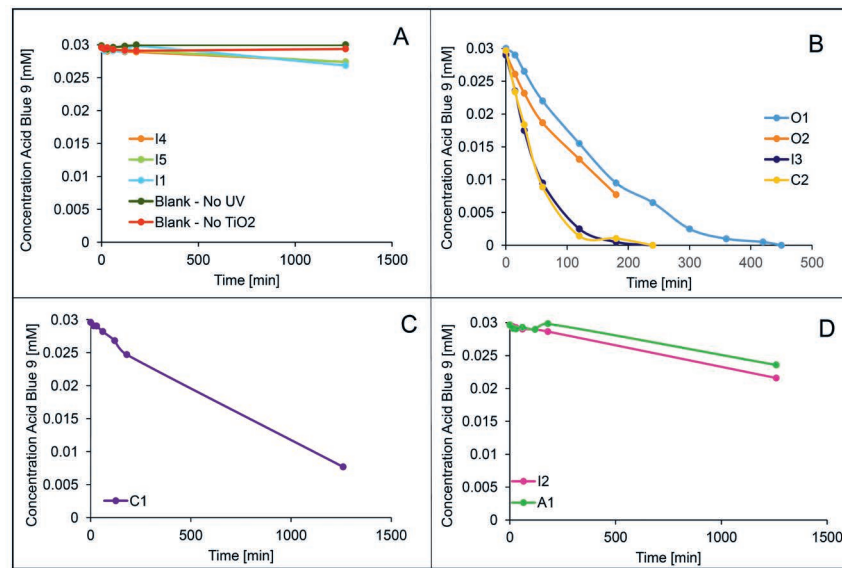 A
Concentration Acid Blue 9 [mM]
0.03
0.025
0.02
0.015
0.01
0.005
0
I4
I5
I1
Blank - No UV
Blank - No TiO2
0
500
1000
1500
Time [min]
B
Concentration Acid Blue 9 [mM]
0.03
0.025
0.02
0.015
0.01
0.005
0
O1
O2
I3
C2
0
100
200
300
400
500
Time [min]
C
Concentration Acid Blue 9 [mM]
0.03
0.025
0.02
0.015
0.01
0.005
0
C1
0
500
1000
1500
Time [min]
D
Concentration Acid Blue 9 [mM]
0.03
0.025
0.02
0.015
0.01
0.005
0
I2
A1
0
500
1000
1500
Time [min]